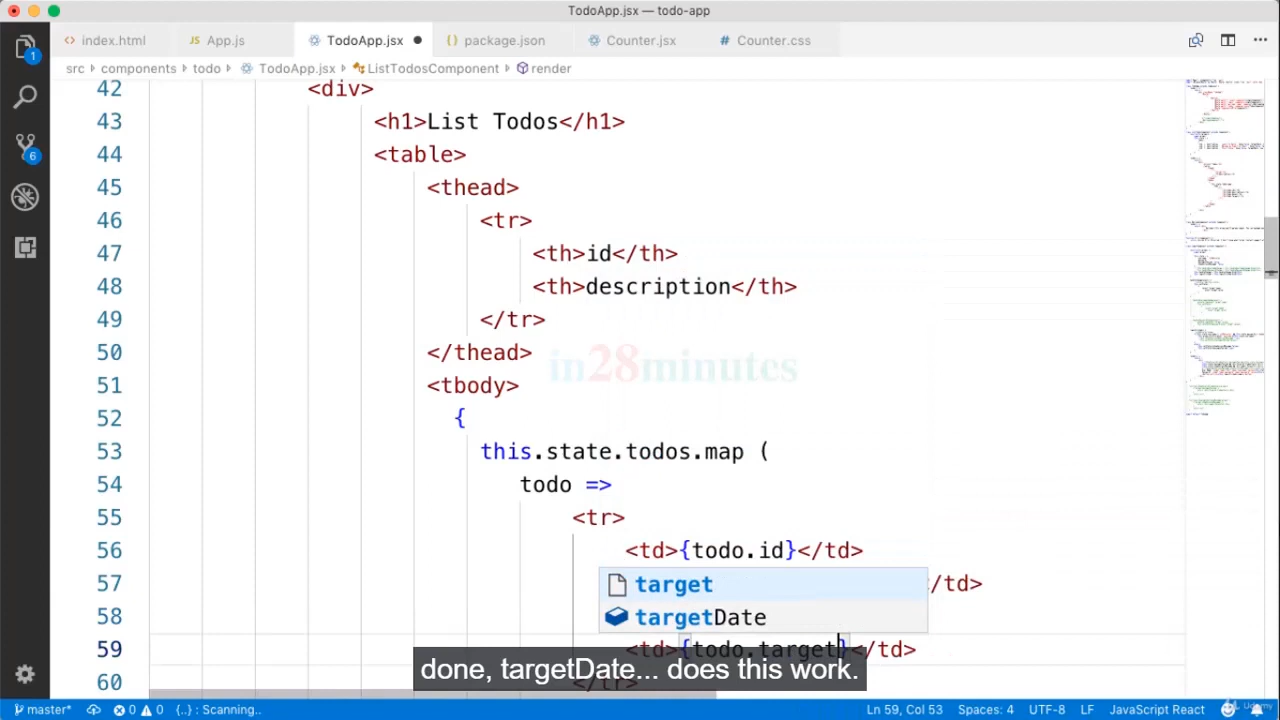 TodoApp.jsx — todo-app
index.html
JS App.js
TodoApp.jsx
{} package.json
Counter.jsx
# Counter.css
src
components
todo
TodoApp.jsx
ListTodosComponent
render
1
6
42 <div>
43 <h1>List Todos</h1>
44 <table>
45 <thead>
46 <tr>
47 <th>id</th>
48 <th>description</th>
49 </tr>
50 </thead>
in28minutes
51 <tbody>
52 {
53 this.state.todos.map (
54 todo =>
55 <tr>
56 <td>{todo.id}</td>
57 </td>
target
targetDate
58
59 <td>{todo.target}</td>
60 </tr>
done, targetDate... does this work.
master*
0
0
{..} : Scanning..
Ln 59, Col 53
Spaces: 4
UTF-8
LF
JavaScript React
Udemy